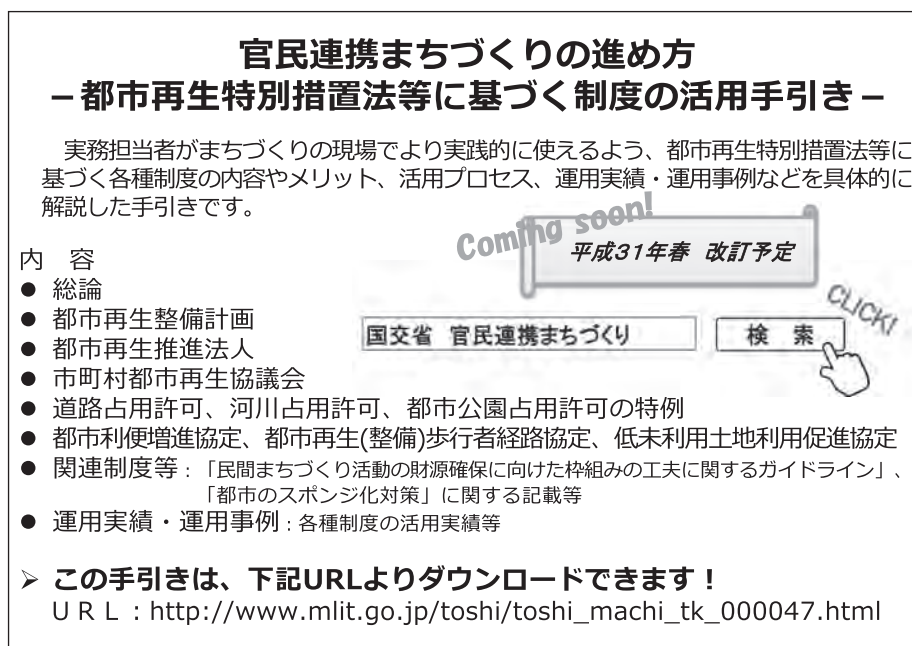 官民連携まちづくりの進め方
－都市再生特別措置法等に基づく制度の活用手引き－
実務担当者がまちづくりの現場でより実践的に使えるよう、都市再生特別措置法等に
基づく各種制度の内容やメリット、活用プロセス、運用実績・運用事例などを具体的に
解説した手引きです。
Coming soon!
平成31年春 改訂予定
内 容
● 総論
● 都市再生整備計画
● 都市再生推進法人
● 市町村都市再生協議会
国交省 官民連携まちづくり
検 索
CLICK!
● 道路占用許可、河川占用許可、都市公園占用許可の特例
● 都市利便増進協定、都市再生(整備)歩行者経路協定、低未利用土地利用促進協定
● 関連制度等：「民間まちづくり活動の財源確保に向けた枠組みの工夫に関するガイドライン」、
「都市のスポンジ化対策」に関する記載等
● 運用実績・運用事例：各種制度の活用実績等
➢ この手引きは、下記URLよりダウンロードできます！
ＵＲＬ：http://www.mlit.go.jp/toshi/toshi_machi_tk_000047.html